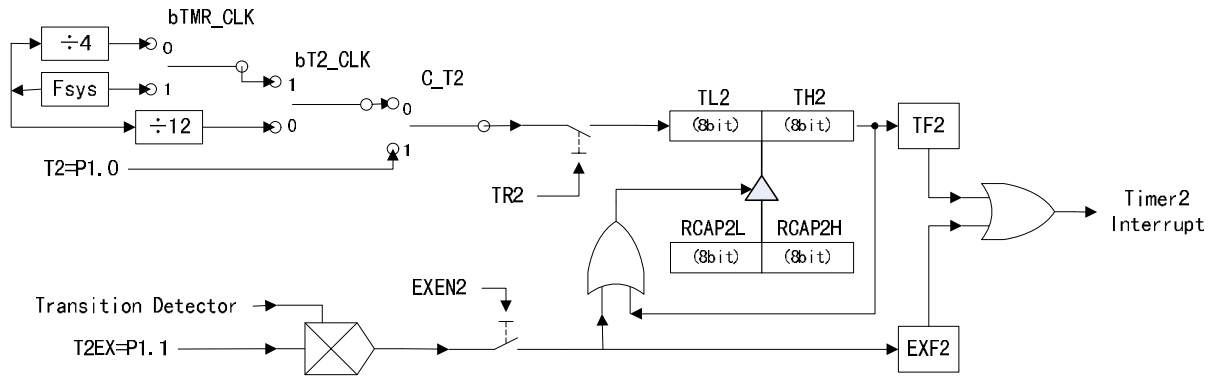 bTMR_CLK
÷4
0
bT2_CLK
Fsys
1
1
C_T2
÷12
0
0
1
T2=P1.0
TR2
TL2
TH2
(8bit)
(8bit)
TF2
RCAP2L
RCAP2H
(8bit)
(8bit)
Timer2
Interrupt
EXEN2
Transition Detector
T2EX=P1.1
EXF2